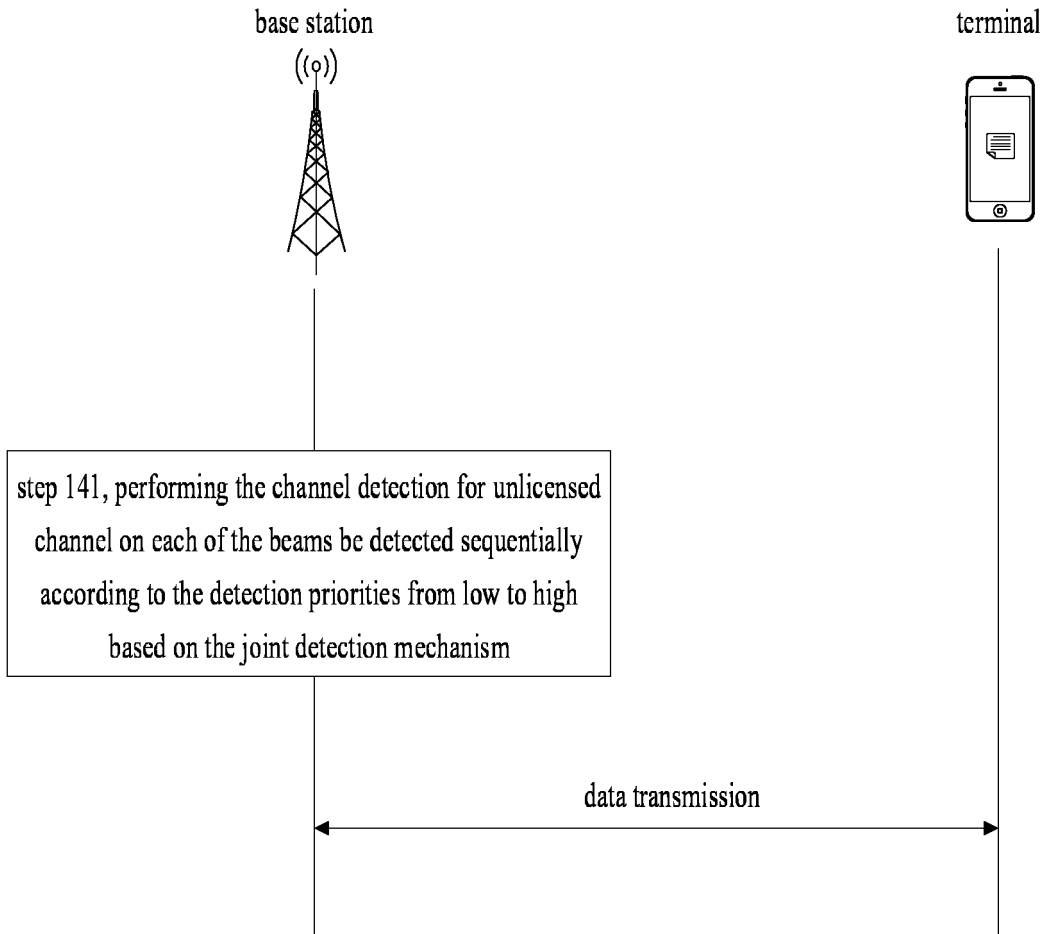 base station
terminal
step 141, performing the channel detection for unlicensed
channel on each of the beams be detected sequentially
according to the detection priorities from low to high
based on the joint detection mechanism
data transmission